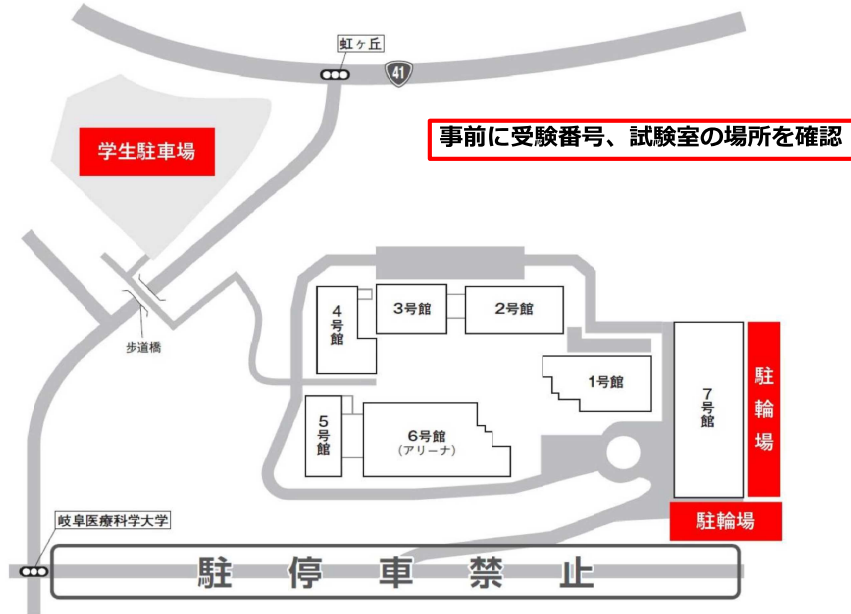 虹ヶ丘
41
学生駐車場
事前に受験番号、試験室の場所を確認
歩道橋
4号館
3号館
2号館
1号館
7号館
駐輪場
5号館
6号館
(アリーナ)
駐輪場
岐阜医療科学大学
駐停車禁止